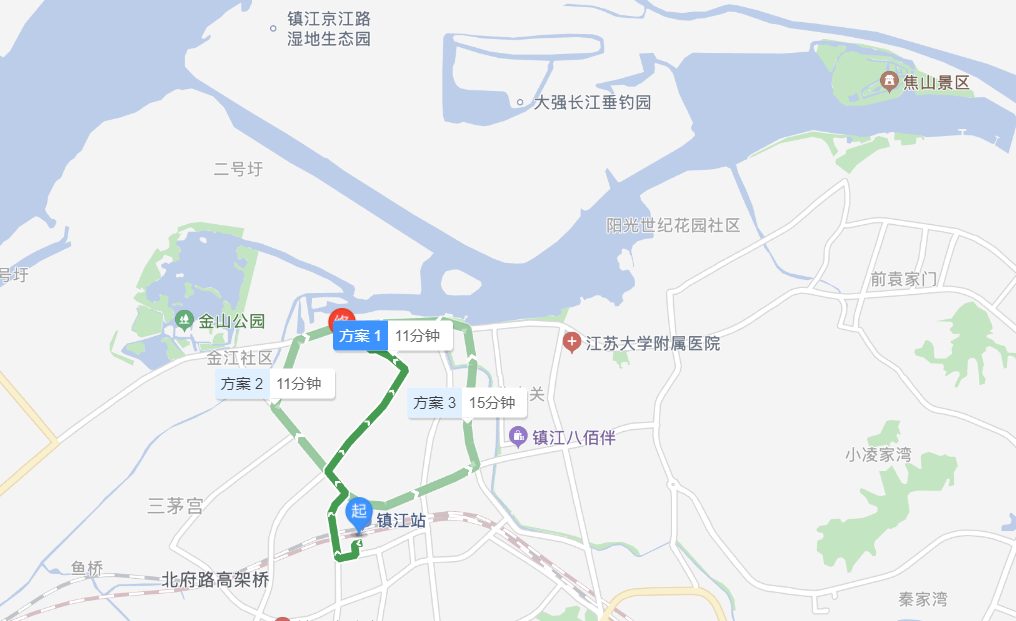 镇江京江路
湿地生态园
大强长江垂钓园
焦山景区
二号圩
阳光世纪花园社区
号圩
前袁家门
金山公园
方案 1 11分钟
江苏大学附属医院
金江社区
方案 2 11分钟
方案 3 15分钟
关
镇江八佰伴
小凌家湾
三茅宫
起
镇江站
鱼桥
北府路高架桥
秦家湾